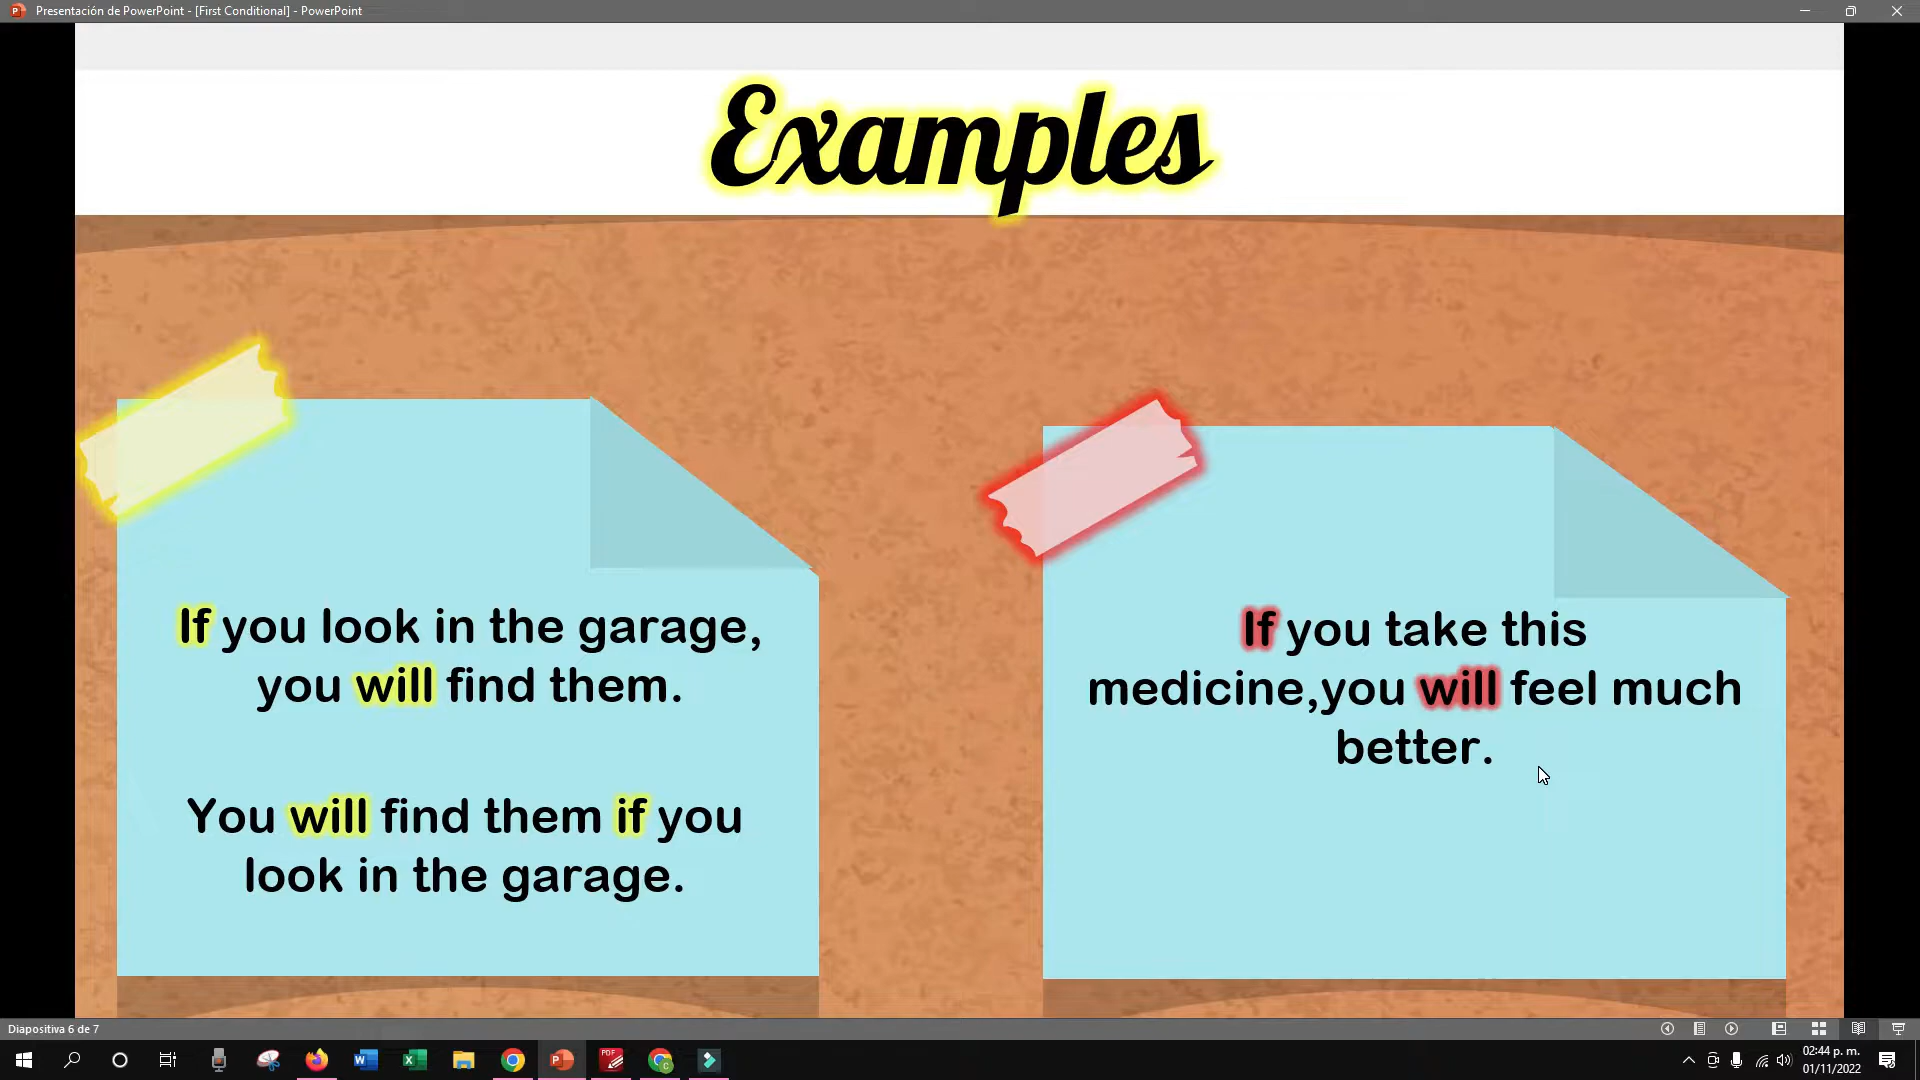 Presentación de PowerPoint - [First Conditional] - PowerPoint
Examples
If you look in the garage,
you will find them.
You will find them if you
look in the garage.
If you take this
medicine,you will feel much
better.
Diapositiva 6 de 7
02:44 p. m.
01/11/2022